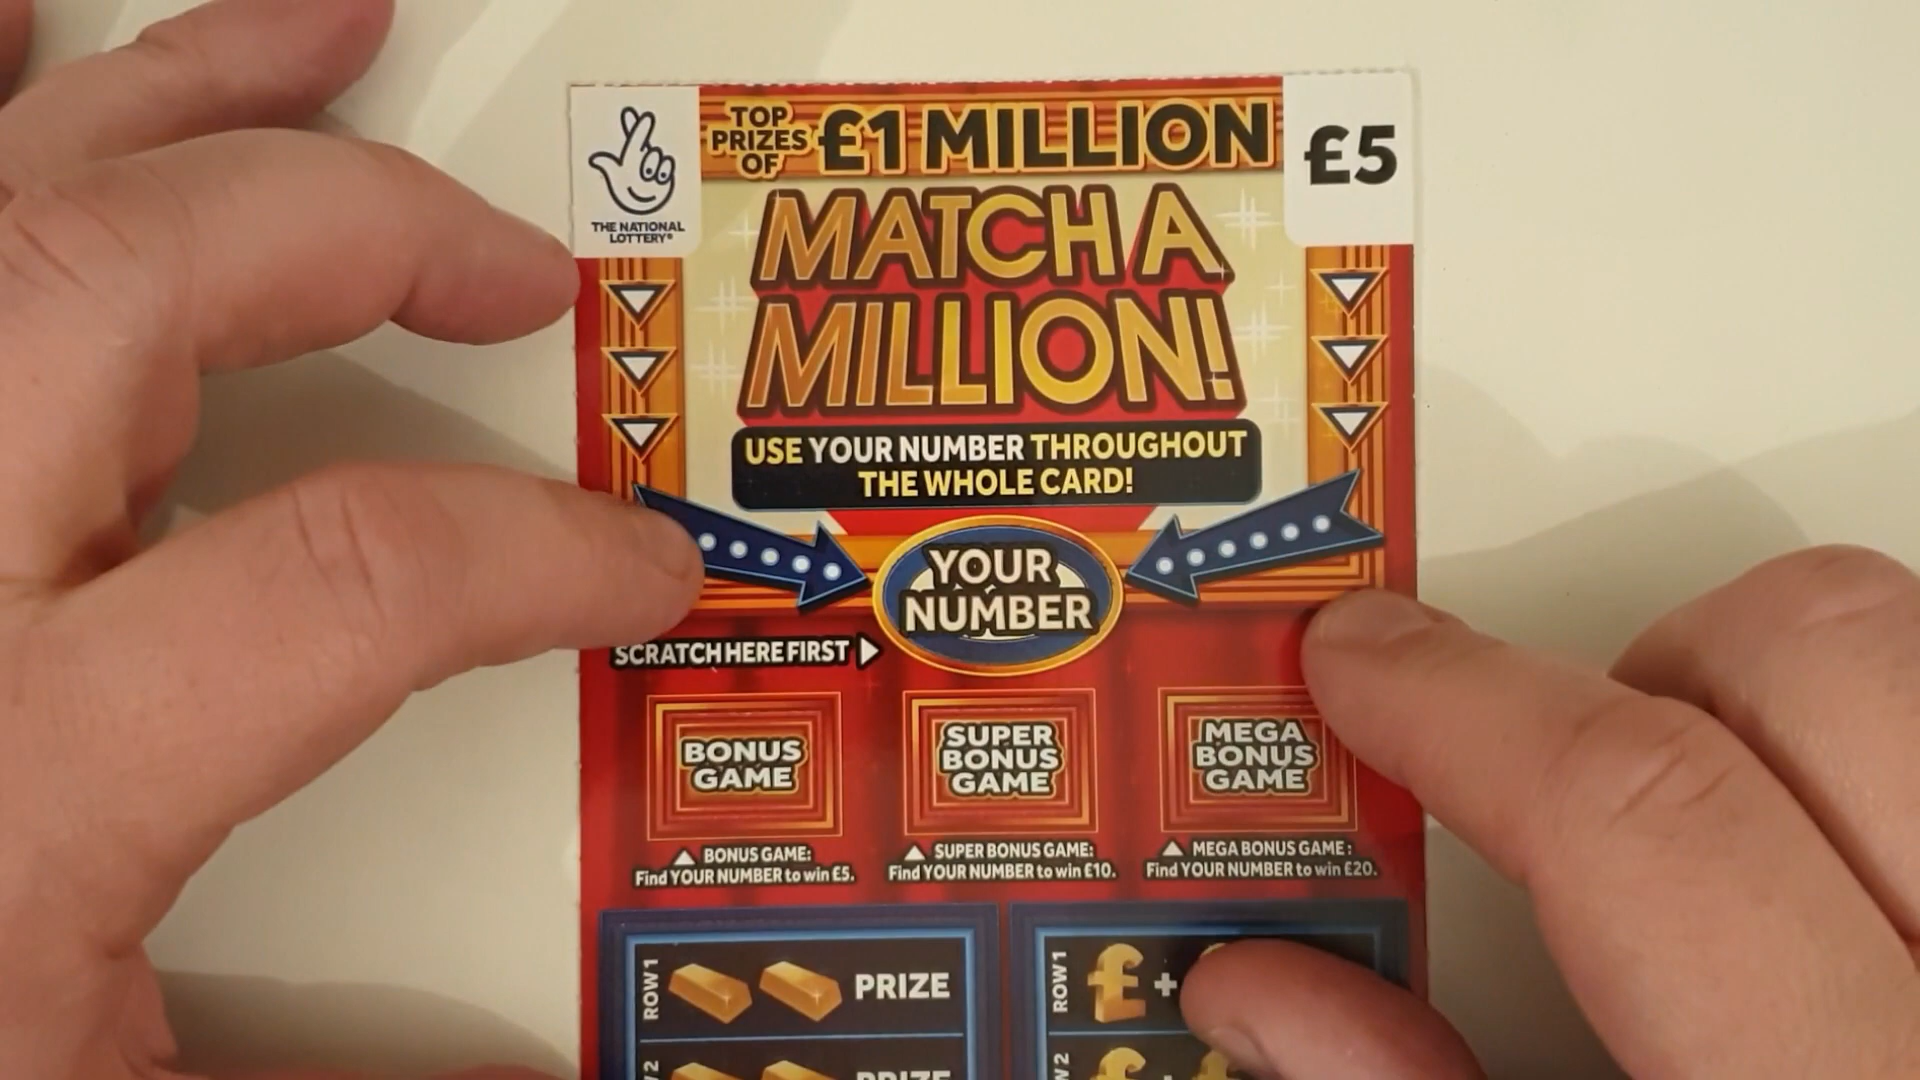 TOP
PRIZES
OF
£1 MILLION
£5
THE NATIONAL
LOTTERY®
MATCH A
MILLION!
USE YOUR NUMBER THROUGHOUT
THE WHOLE CARD!
YOUR
NUMBER
SCRATCH HERE FIRST
BONUS
GAME
SUPER
BONUS
GAME
MEGA
BONUS
GAME
BONUS GAME:
Find YOUR NUMBER to win £5.
SUPER BONUS GAME:
Find YOUR NUMBER to win £10.
MEGA BONUS GAME:
Find YOUR NUMBER to win £20.
ROW 1
PRIZE
ROW 1
£ +